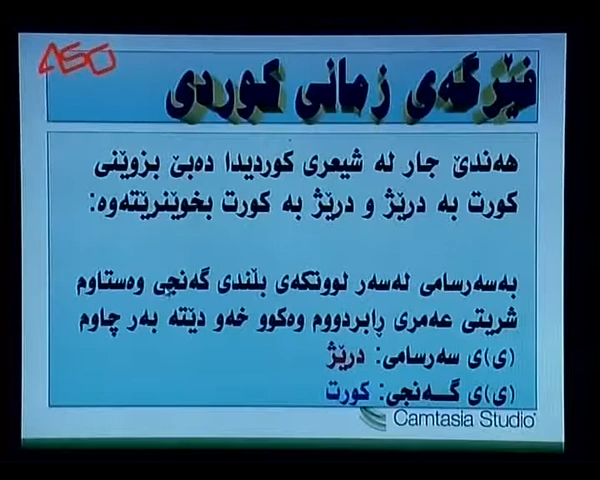 ASO
فێرگەی زمانی کوردی
هەندێ جار لە شیعری کوردیدا دەبێ بزوێنی
کورت بە درێژ و درێژ بە کورت بخوێنرێتەوە:
بەسەرسامی لەسەر لووتکەی بڵندی گەنجی وەستاوم
شریتی عەمری ڕابردووم وەکوو خەو دێتە بەر چاوم
(ی)ی سەرسامی: درێژ
(ی)ی گـەنجی: کورت
Camtasia Studio